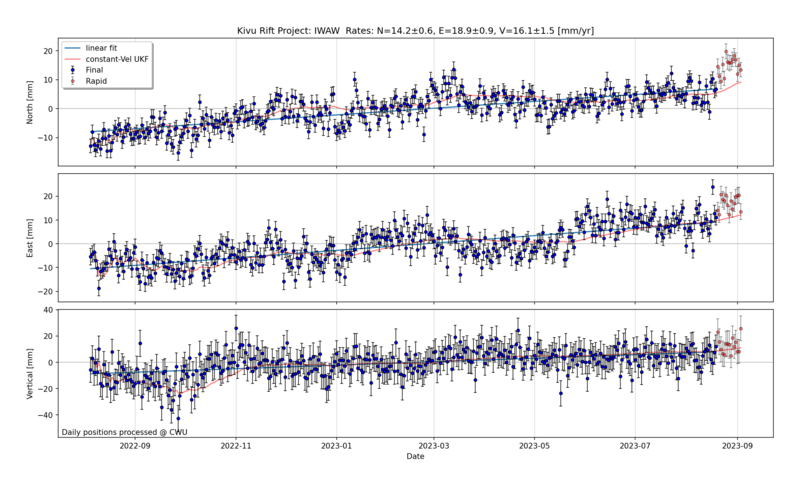 Kivu Rift Project: IWAW  Rates: N=14.2±0.6, E=18.9±0.9, V=16.1±1.5 [mm/yr]
linear fit
constant-Vel UKF
Final
Rapid
North [mm]
20
10
0
−10
East [mm]
20
10
0
−10
−20
Vertical [mm]
40
20
0
−20
−40
Daily positions processed @ CWU
2022-09
2022-11
2023-01
2023-03
2023-05
2023-07
2023-09
Date